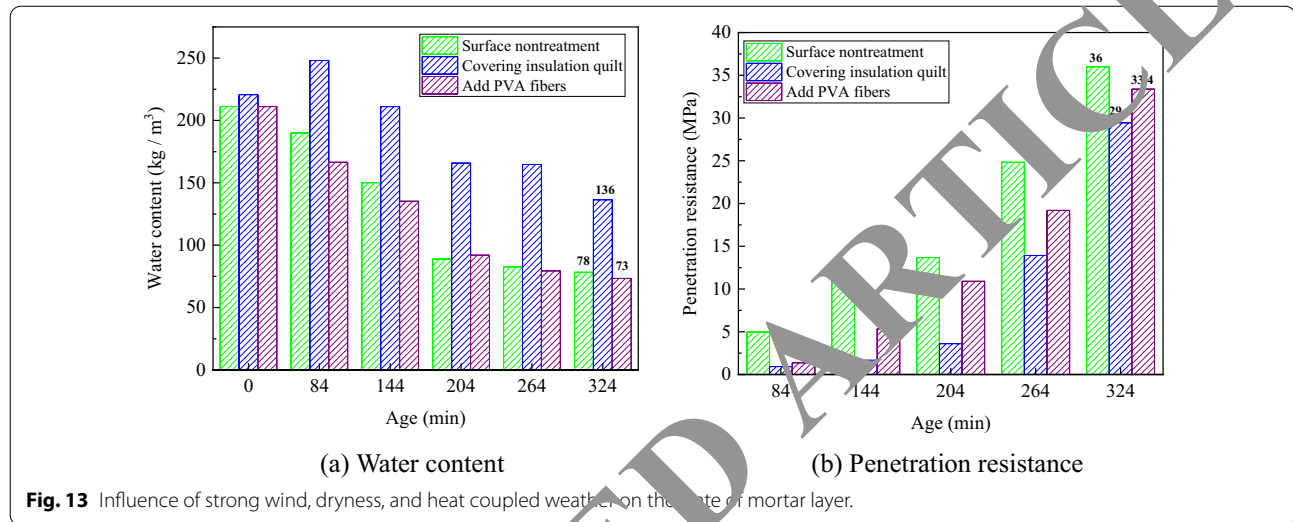 250
200
150
100
50
0
Water content (kg / m³)
Surface nontreatment
Covering insulation quilt
Add PVA fibers
136
78
73
0 84 144 204 264 324
Age (min)
(a) Water content
40
35
30
25
20
15
10
5
0
Penetration resistance (MPa)
Surface nontreatment
Covering insulation quilt
Add PVA fibers
36
29
84 144 204 264 324
Age (min)
(b) Penetration resistance
Fig. 13 Influence of strong wind, dryness, and heat coupled weather on the of mortar layer.
ED ARTICLE